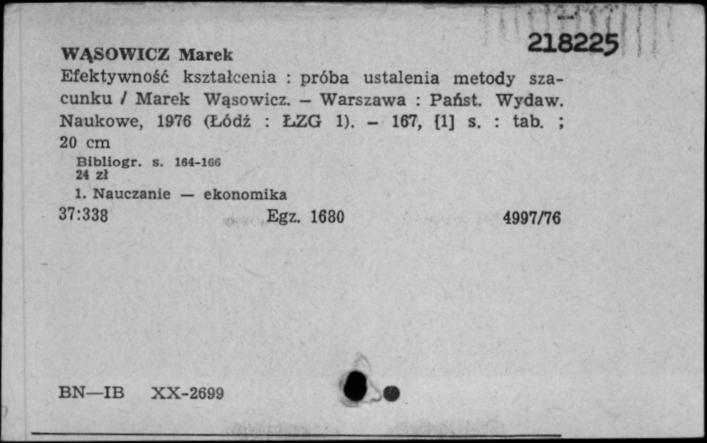 218225
WĄSOWICZ Marek
Efektywność kształcenia : próba ustalenia metody sza-
cunku / Marek Wąsowicz. — Warszawa : Państ. Wydaw.
Naukowe, 1976 (Łódź : ŁZG 1). — 167, [1] s. : tab. ;
20 cm
Bibliogr. s. 164-166
24 zł
1. Nauczanie — ekonomika
37:338 Egz. 1680 4997/76
BN—IB XX-2699